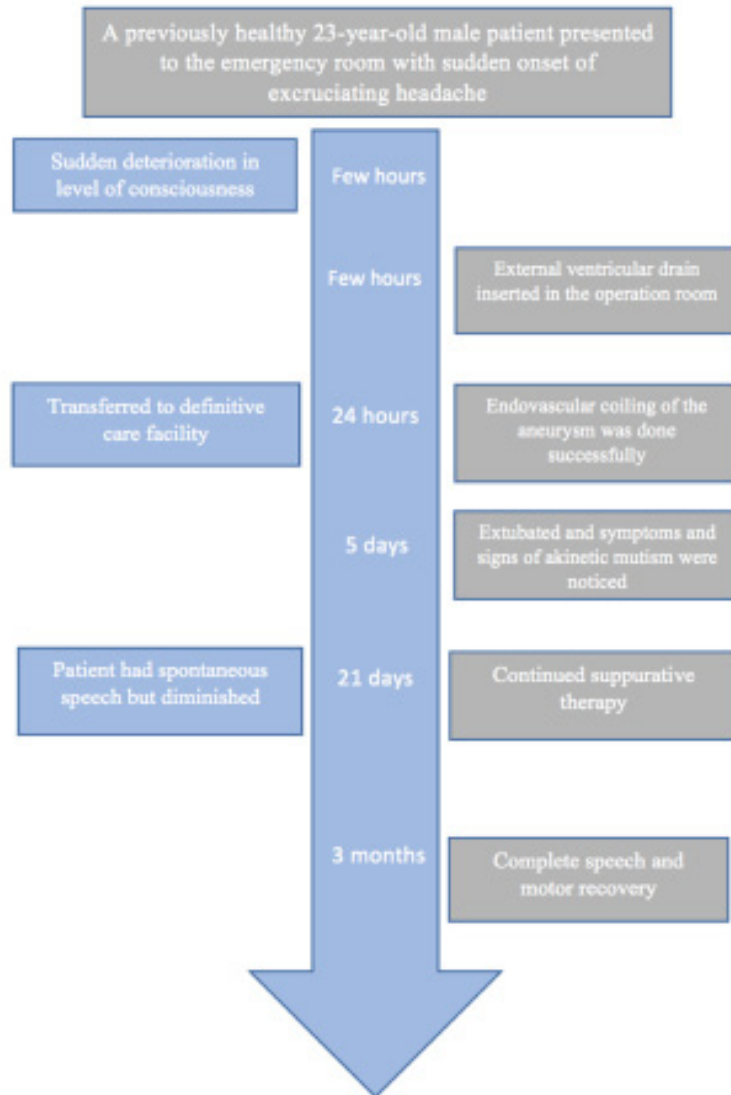 A previously healthy 23-year-old male patient presented
to the emergency room with sudden onset of
excruciating headache
Sudden deterioration in
level of consciousness
Few hours
Few hours
External ventricular drain
inserted in the operation room
Transferred to definitive
care facility
24 hours
Endovascular coiling of the
aneurysm was done
successfully
5 days
Extubated and symptoms and
signs of akinetic mutism were
noticed
Patient had spontaneous
speech but diminished
21 days
Continued suppurative
therapy
3 months
Complete speech and
motor recovery